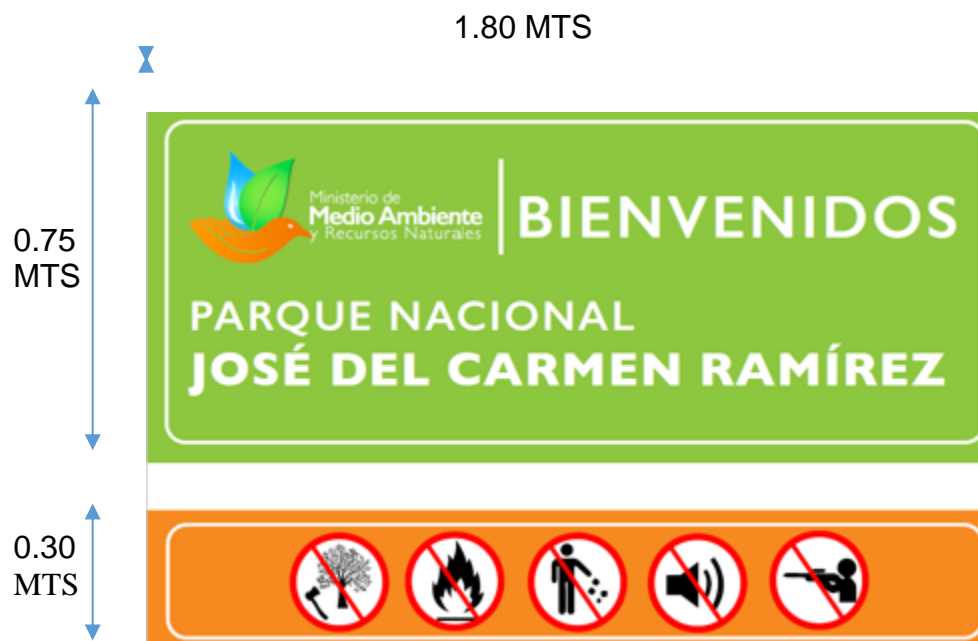 1.80 MTS
0.75
MTS
Ministerio de
Medio Ambiente
y Recursos Naturales
BIENVENIDOS
PARQUE NACIONAL
JOSÉ DEL CARMEN RAMÍREZ
0.30
MTS